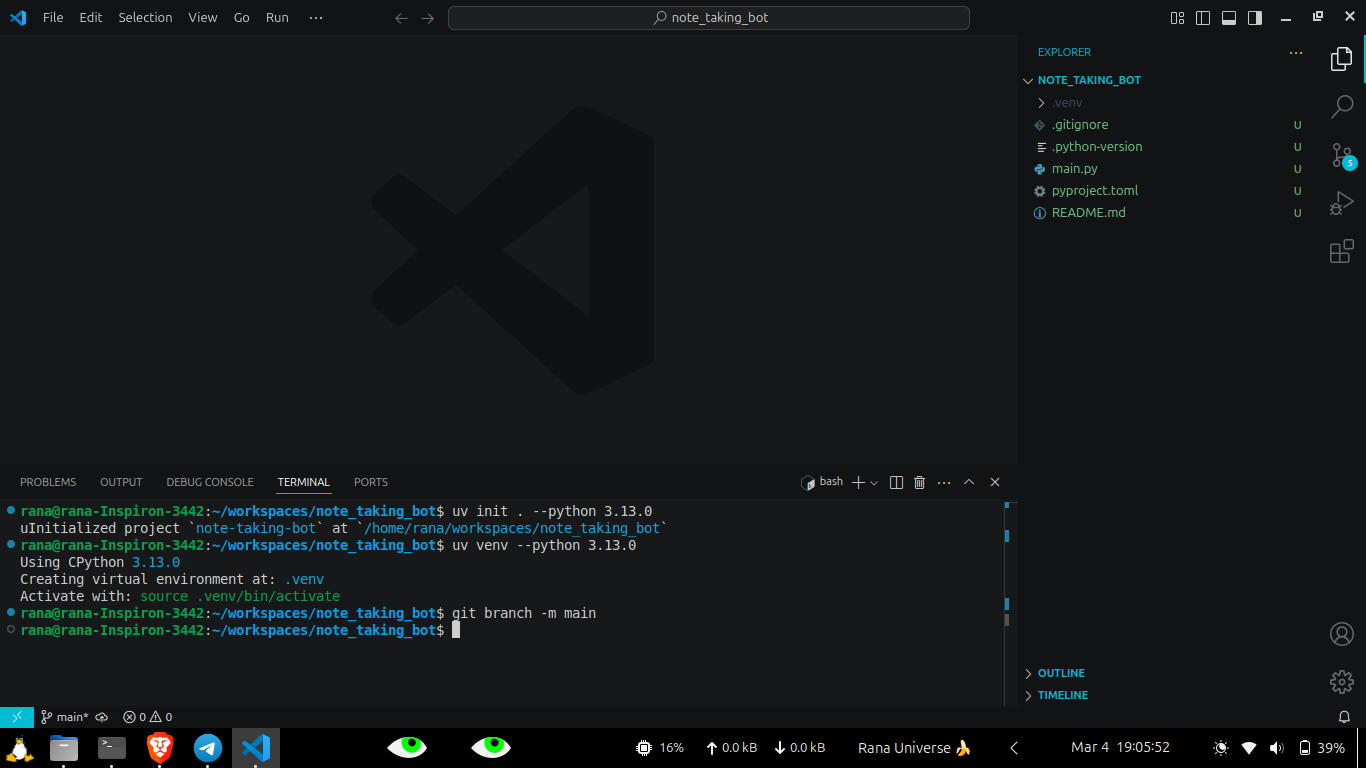 File Edit Selection View Go Run ···
note_taking_bot
EXPLORER
NOTE_TAKING_BOT
.venv
.gitignore U
.python-version U
main.py U
pyproject.toml U
README.md U
5
PROBLEMS OUTPUT DEBUG CONSOLE TERMINAL PORTS
bash
rana@rana-Inspiron-3442:~/workspaces/note_taking_bot$ uv init . --python 3.13.0
uInitialized project `note-taking-bot` at `/home/rana/workspaces/note_taking_bot`
rana@rana-Inspiron-3442:~/workspaces/note_taking_bot$ uv venv --python 3.13.0
Using CPython 3.13.0
Creating virtual environment at: .venv
Activate with: source .venv/bin/activate
rana@rana-Inspiron-3442:~/workspaces/note_taking_bot$ git branch -m main
rana@rana-Inspiron-3442:~/workspaces/note_taking_bot$
OUTLINE
TIMELINE
main* 0 0
16% 0.0 kB 0.0 kB Rana Universe 🍌 Mar 4 19:05:52 39%